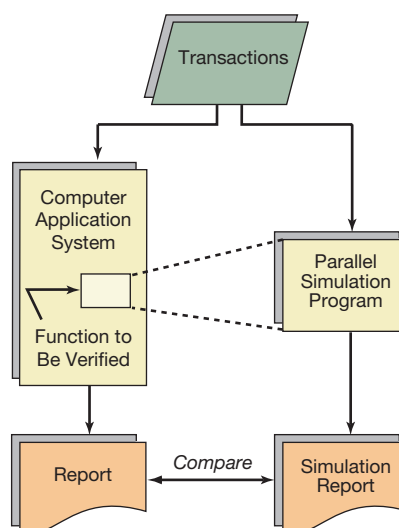 Transactions
Computer
Application
System
Function to
Be Verified
Parallel
Simulation
Program
Report
Compare
Simulation
Report